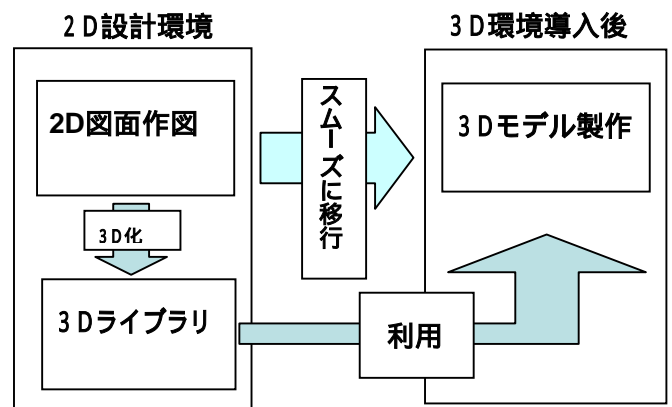 ２Ｄ設計環境
３Ｄ環境導入後
2D図面作図
スムーズに移行
３Ｄモデル製作
３Ｄ化
３Ｄライブラリ
利用